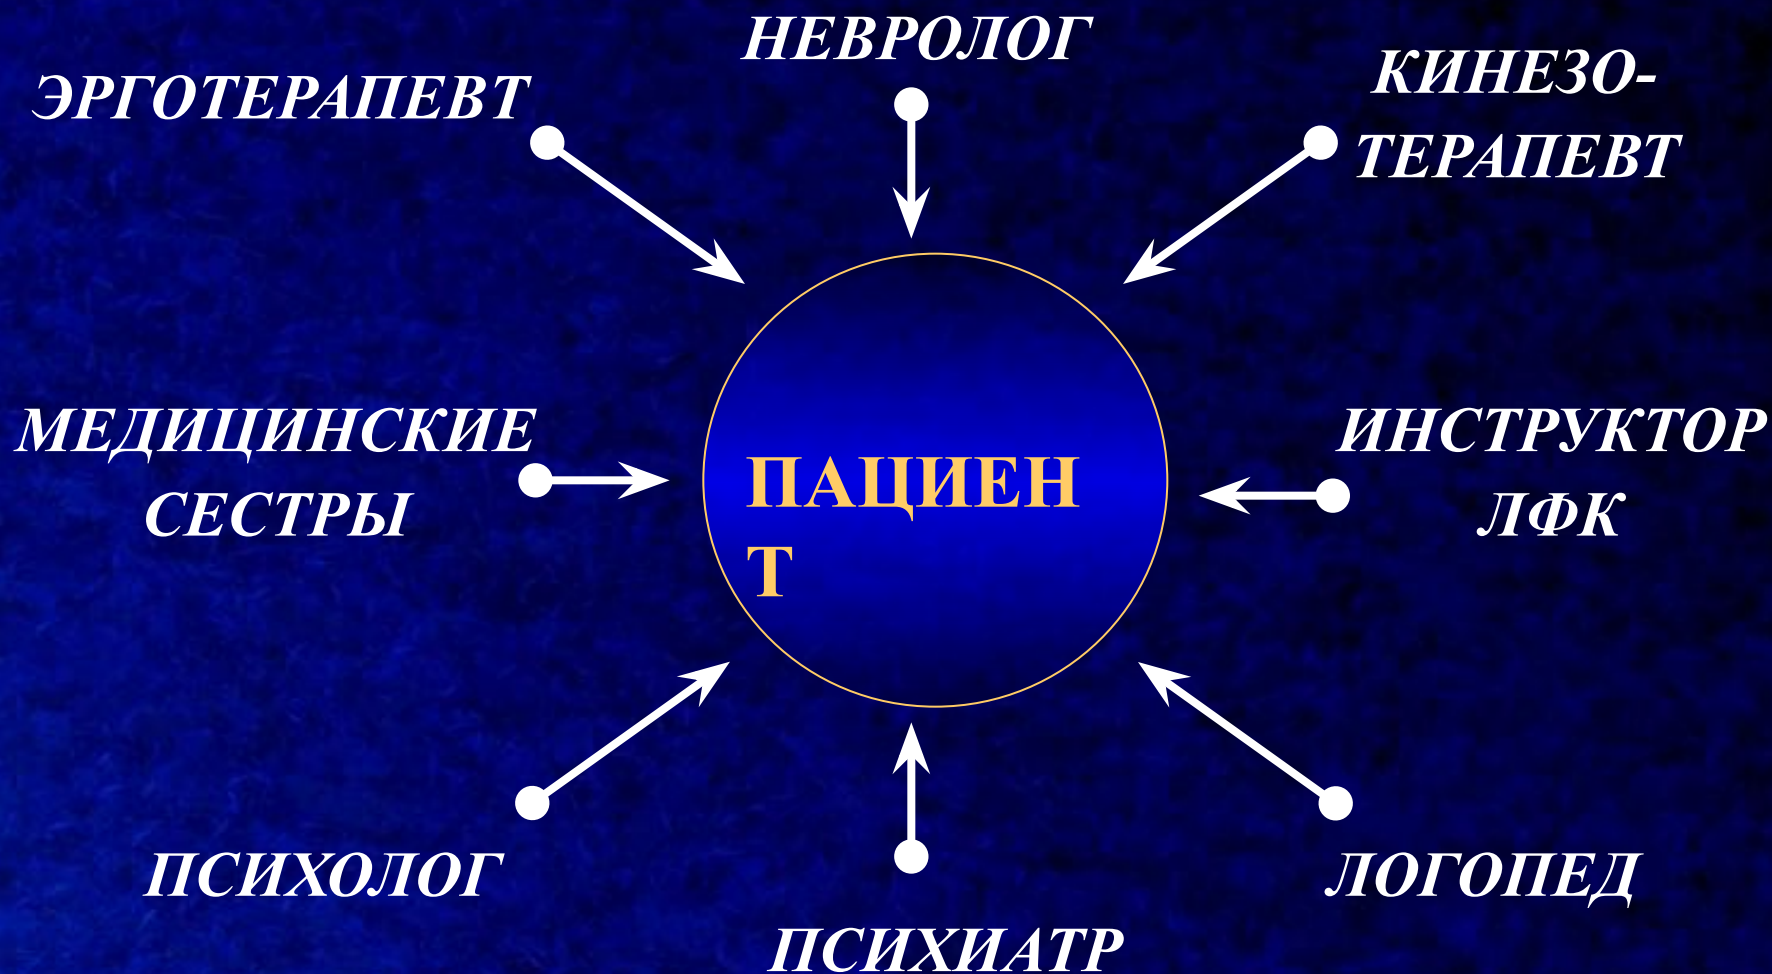 НЕВРОЛОГ
ЭРГОТЕРАПЕВТ
КИНЕЗО-
ТЕРАПЕВТ
МЕДИЦИНСКИЕ
СЕСТРЫ
ПАЦИЕН
Т
ИНСТРУКТОР
ЛФК
ПСИХОЛОГ
ЛОГОПЕД
ПСИХИАТР